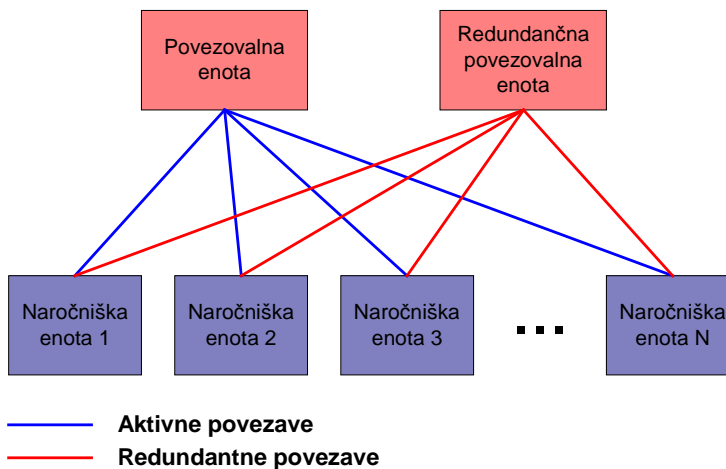 Povezovalna
enota
Redundančna
povezovalna
enota
Naročniška
enota 1
Naročniška
enota 2
Naročniška
enota 3
...
Naročniška
enota N
Aktivne povezave
Redundantne povezave